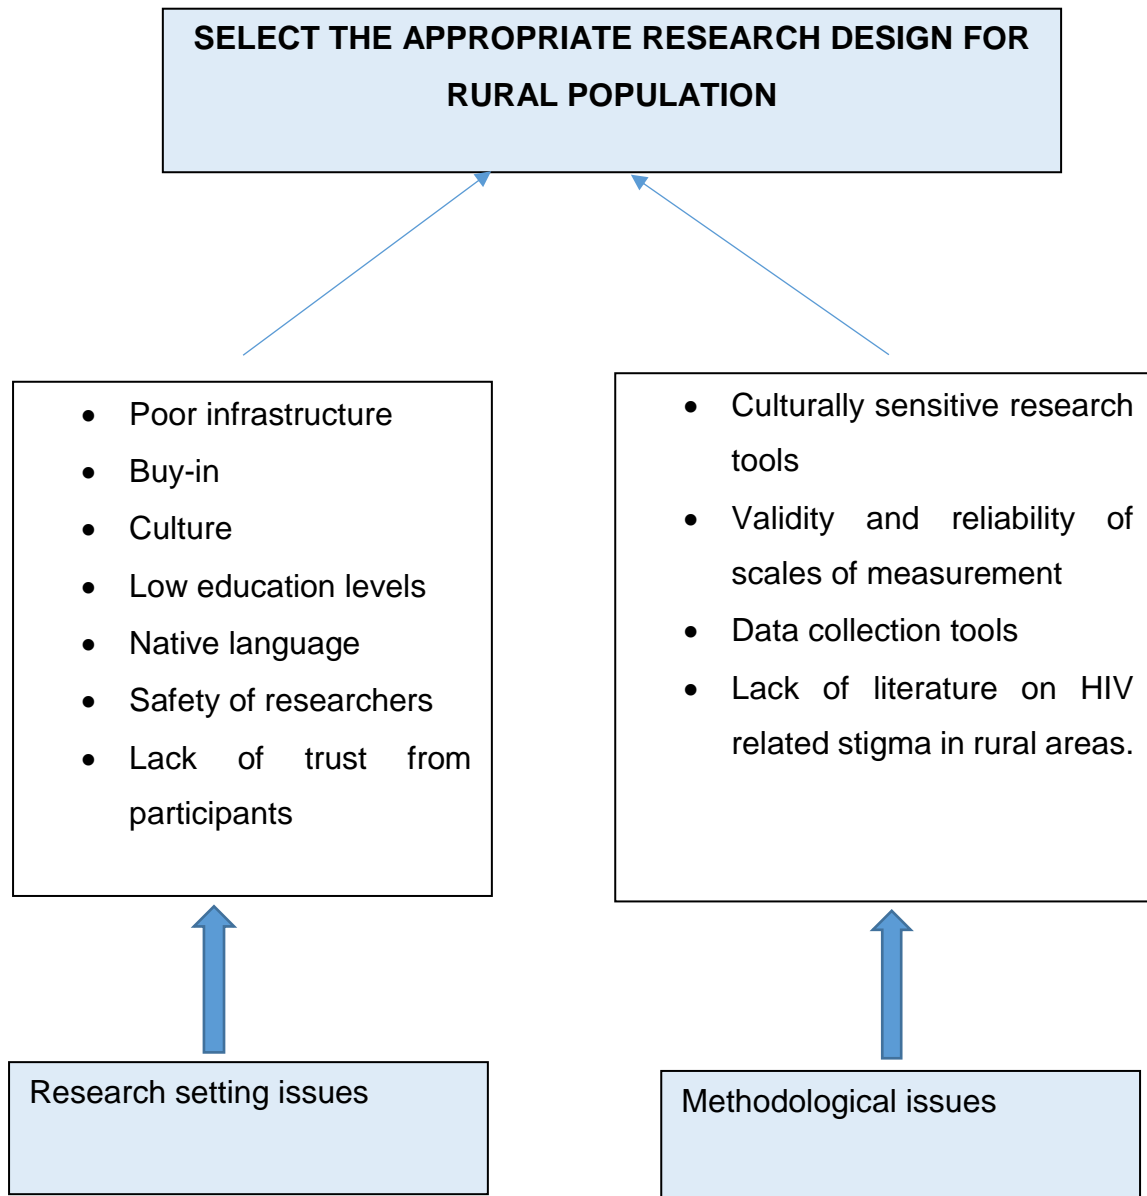 SELECT THE APPROPRIATE RESEARCH DESIGN FOR
RURAL POPULATION
• Poor infrastructure
• Buy-in
• Culture
• Low education levels
• Native language
• Safety of researchers
• Lack of trust from
participants
• Culturally sensitive research
tools
• Validity and reliability of
scales of measurement
• Data collection tools
• Lack of literature on HIV
related stigma in rural areas.
Research setting issues
Methodological issues